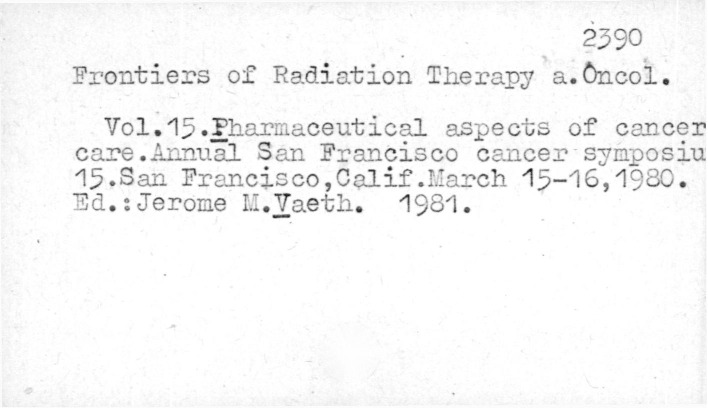 2390
Frontiers of Radiation Therapy a.Oncol.
Vol.15.Pharmaceutical aspects of cancer
care.Annual San Francisco cancer symposiu
15.San Francisco,Calif.March 15-16,1980.
Ed.:Jerome M.Vaeth. 1981.